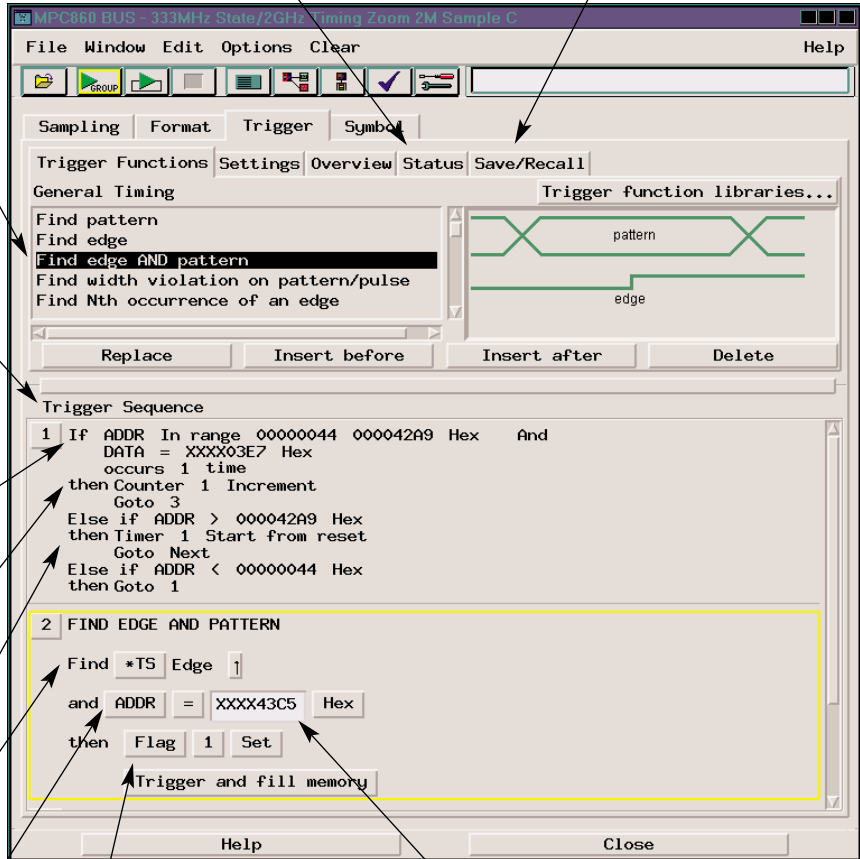 MPC860 BUS - 333MHz State/2GHz Timing Zoom 2M Sample C
File Window Edit Options Clear Help
GROUP
Sampling Format Trigger Symbol
Trigger Functions Settings Overview Status Save/Recall
General Timing Trigger function libraries...
Find pattern
Find edge
Find edge AND pattern
Find width violation on pattern/pulse
Find Nth occurrence of an edge
pattern
edge
Replace Insert before Insert after Delete
Trigger Sequence
1 If ADDR In range 00000044 000042A9 Hex And
DATA = XXXX03E7 Hex
occurs 1 time
then Counter 1 Increment
Goto 3
Else if ADDR > 000042A9 Hex
then Timer 1 Start from reset
Goto Next
Else if ADDR < 00000044 Hex
then Goto 1
2 FIND EDGE AND PATTERN
Find *TS Edge ↑
and ADDR = XXXX43C5 Hex
then Flag 1 Set
Trigger and fill memory
Help Close